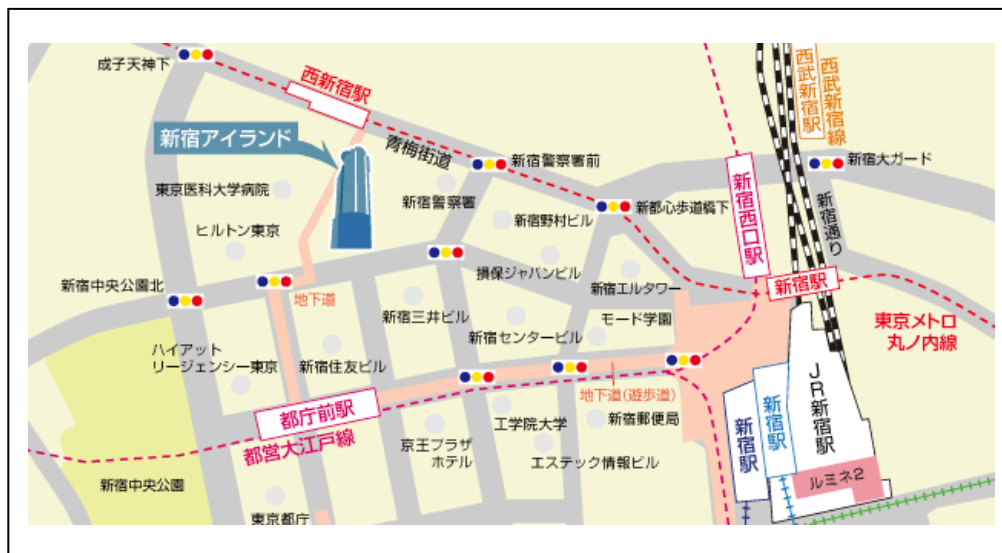 成子天神下
西新宿駅
西武新宿線
西武新宿駅
新宿アイランド
青梅街道
新宿警察署前
新宿大ガード
東京医科大学病院
新宿警察署
新宿野村ビル
新都心歩道橋下
新宿西口駅
新宿通り
ヒルトン東京
新宿中央公園北
地下道
損保ジャパンビル
新宿エルタワー
新宿駅
新宿三井ビル
新宿センタービル
モード学園
東京メトロ
丸ノ内線
ハイアット
リージェンシー東京
新宿住友ビル
地下道(遊歩道)
JR新宿駅
都庁前駅
都営大江戸線
工学院大学
新宿郵便局
新宿駅
新宿駅
京王プラザ
ホテル
エステック情報ビル
ルミネ2
新宿中央公園
東京都庁